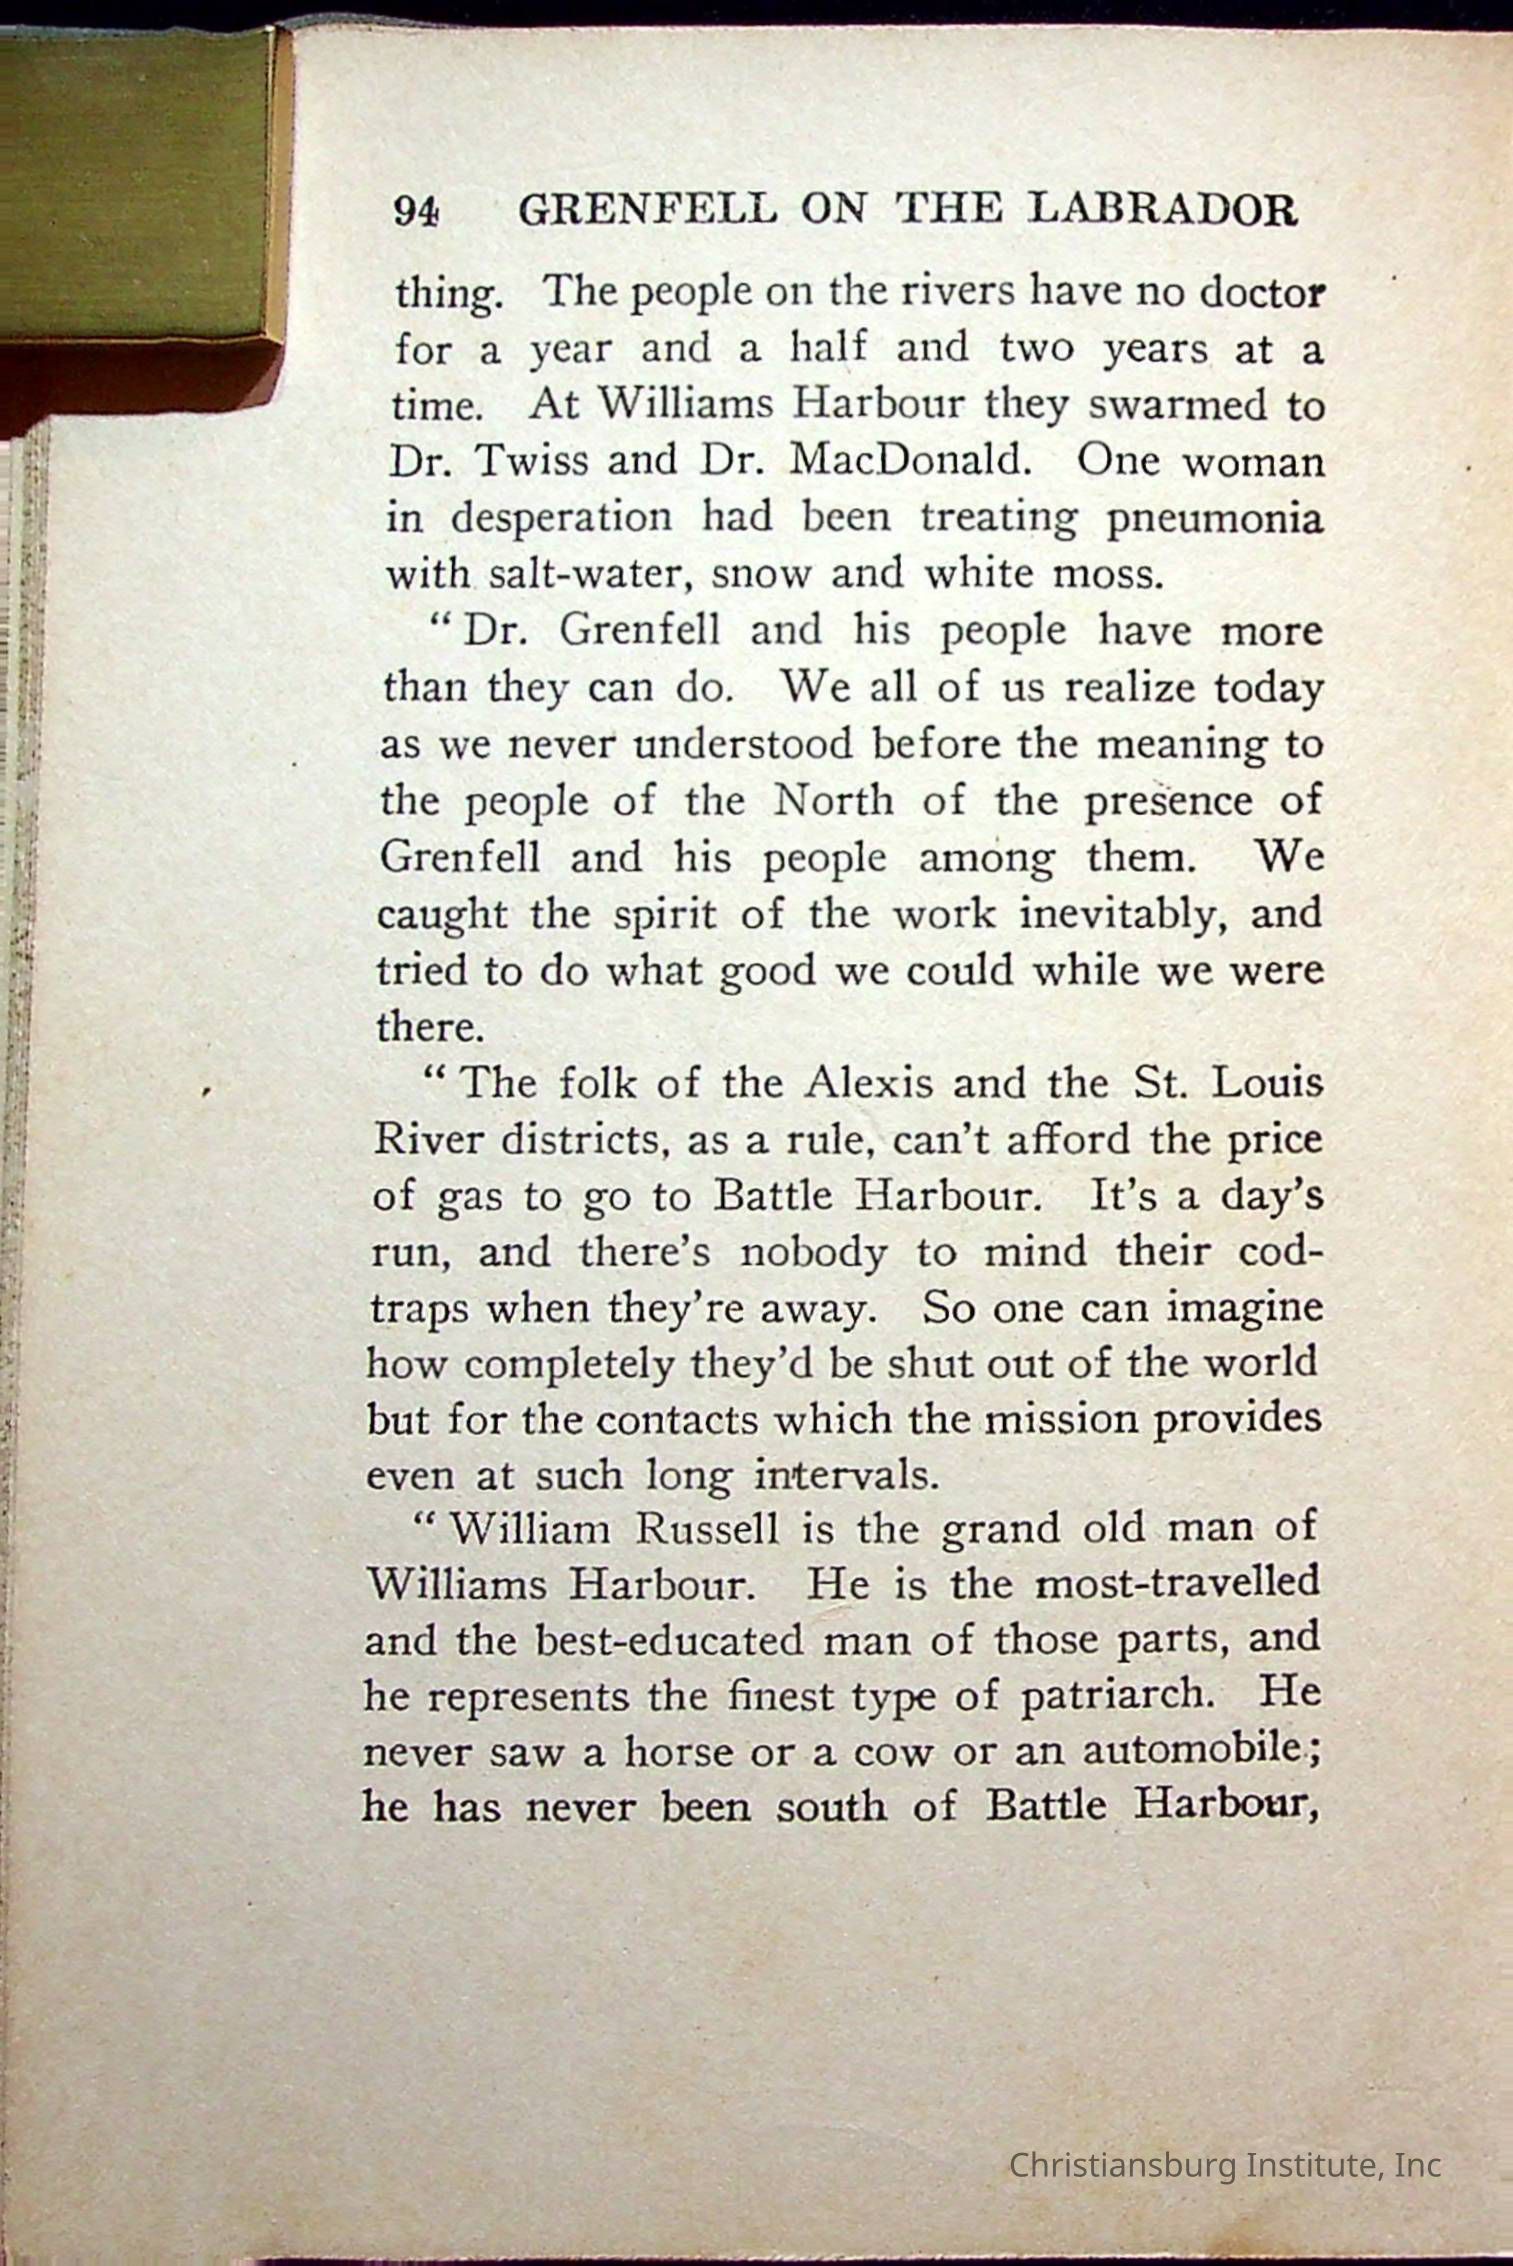 94 GRENFELL ON THE LABRADOR
thing. The people on the rivers have no doctor
for a year and a half and two years at a
time. At Williams Harbour they swarmed to
Dr. Twiss and Dr. MacDonald. One woman
in desperation had been treating pneumonia
with salt-water, snow and white moss.
“Dr. Grenfell and his people have more
than they can do. We all of us realize today
as we never understood before the meaning to
the people of the North of the presence of
Grenfell and his people among them. We
caught the spirit of the work inevitably, and
tried to do what good we could while we were
there.
“The folk of the Alexis and the St. Louis
River districts, as a rule, can’t afford the price
of gas to go to Battle Harbour. It’s a day’s
run, and there’s nobody to mind their cod-
traps when they’re away. So one can imagine
how completely they’d be shut out of the world
but for the contacts which the mission provides
even at such long intervals.
“William Russell is the grand old man of
Williams Harbour. He is the most-travelled
and the best-educated man of those parts, and
he represents the finest type of patriarch. He
never saw a horse or a cow or an automobile;
he has never been south of Battle Harbour,
Christiansburg Institute, Inc